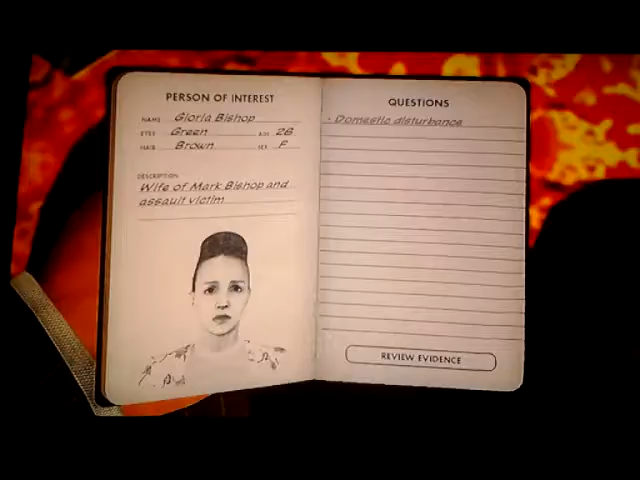 PERSON OF INTEREST
NAME Gloria Bishop
EYES Green AGE 26
HAIR Brown SEX F
DESCRIPTION:
Wife of Mark Bishop and
assault victim
QUESTIONS
- Domestic disturbance
REVIEW EVIDENCE